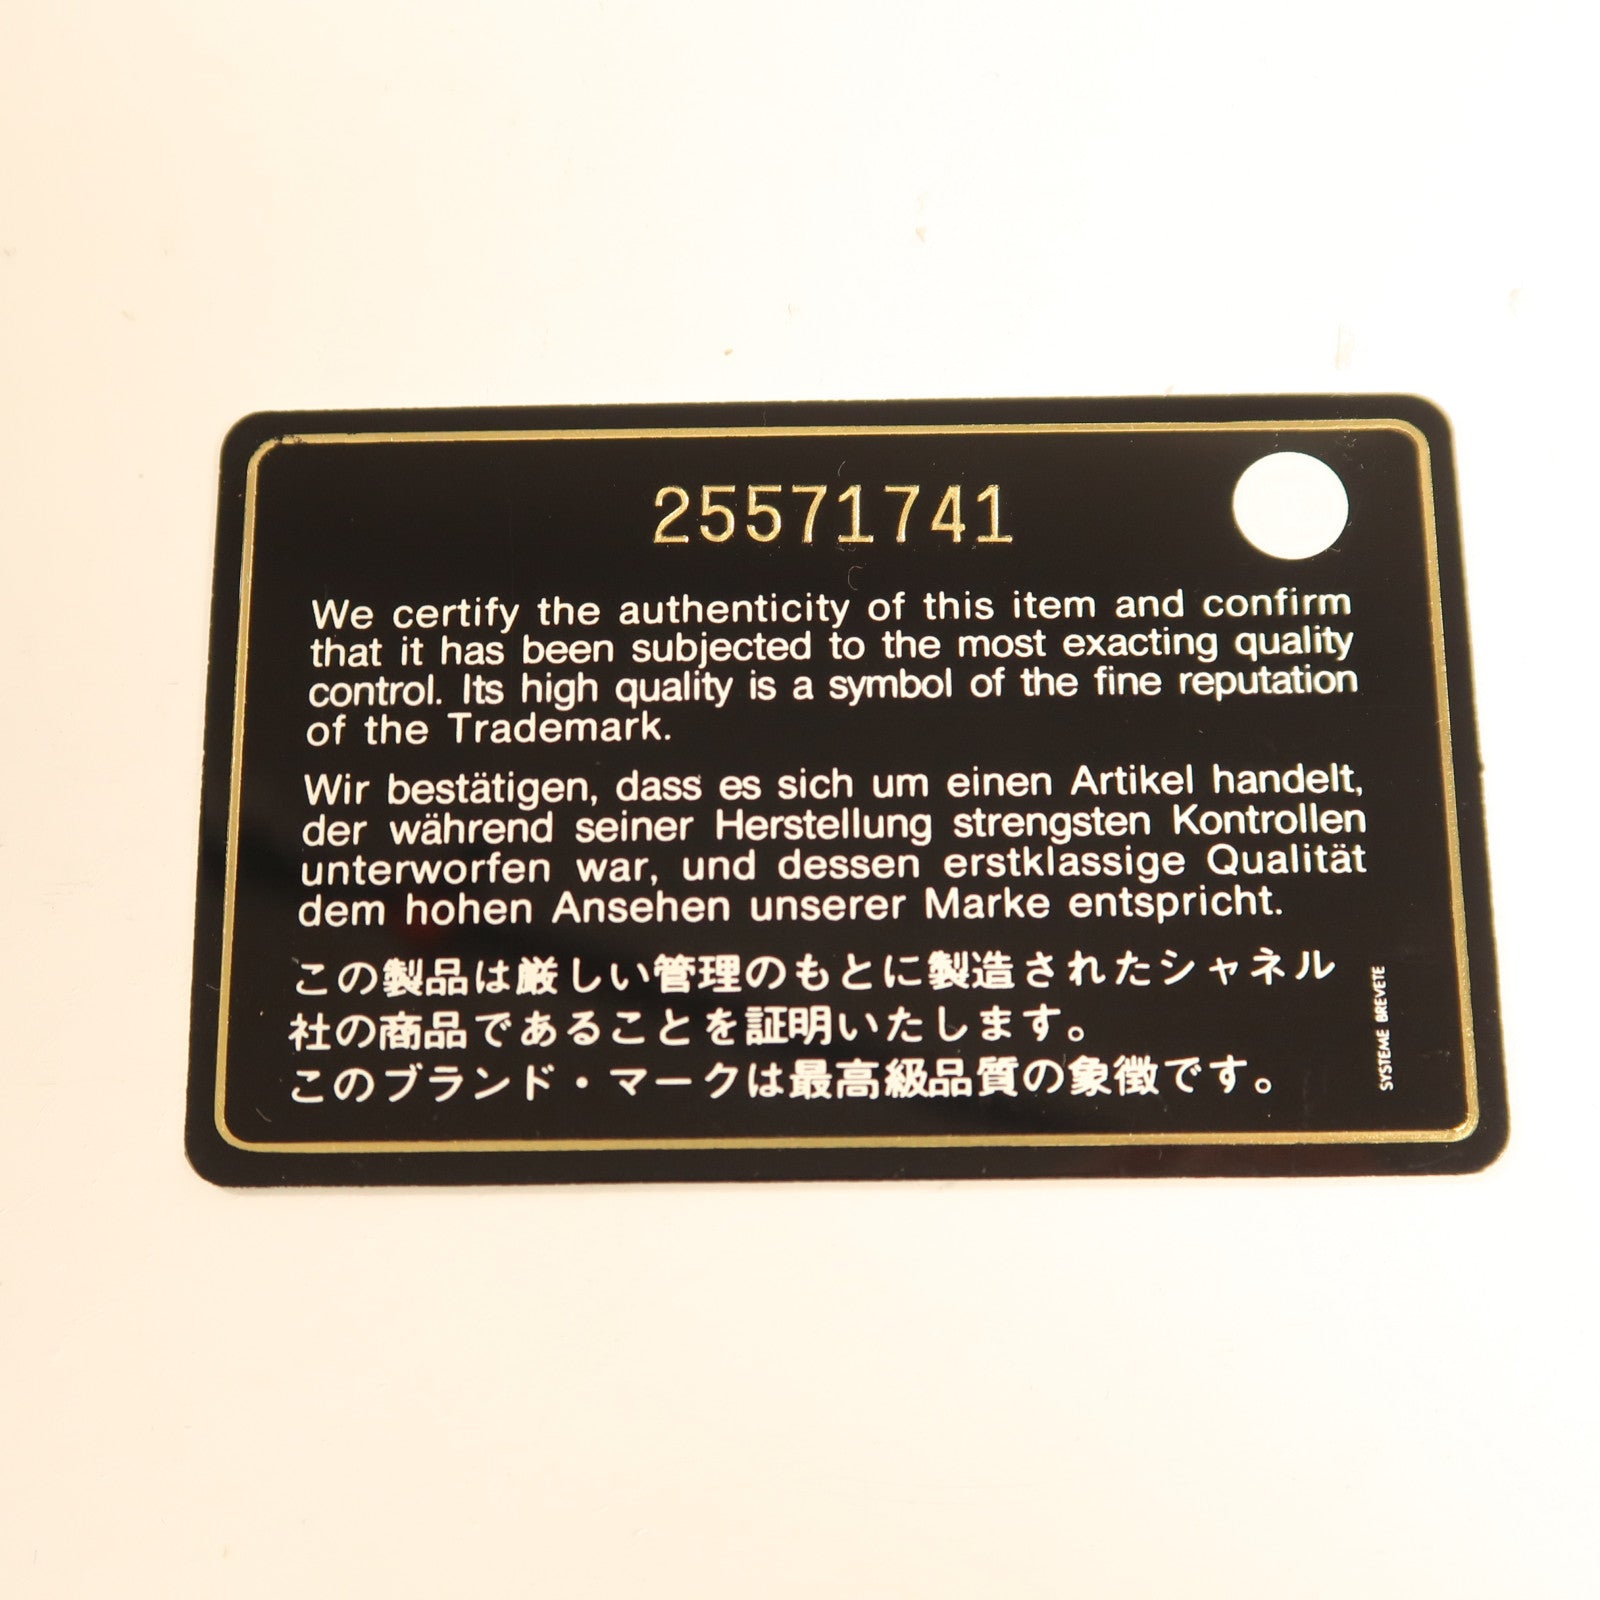 25571741
We certify the authenticity of this item and confirm
that it has been subjected to the most exacting quality
control. Its high quality is a symbol of the fine reputation
of the Trademark.
Wir bestätigen, dass es sich um einen Artikel handelt,
der während seiner Herstellung strengsten Kontrollen
unterworfen war, und dessen erstklassige Qualität
dem hohen Ansehen unserer Marke entspricht.
この製品は厳しい管理のもとに製造されたシャネル
社の商品であることを証明いたします。
このブランド・マークは最高級品質の象徴です。
SYSTEME BREVETE